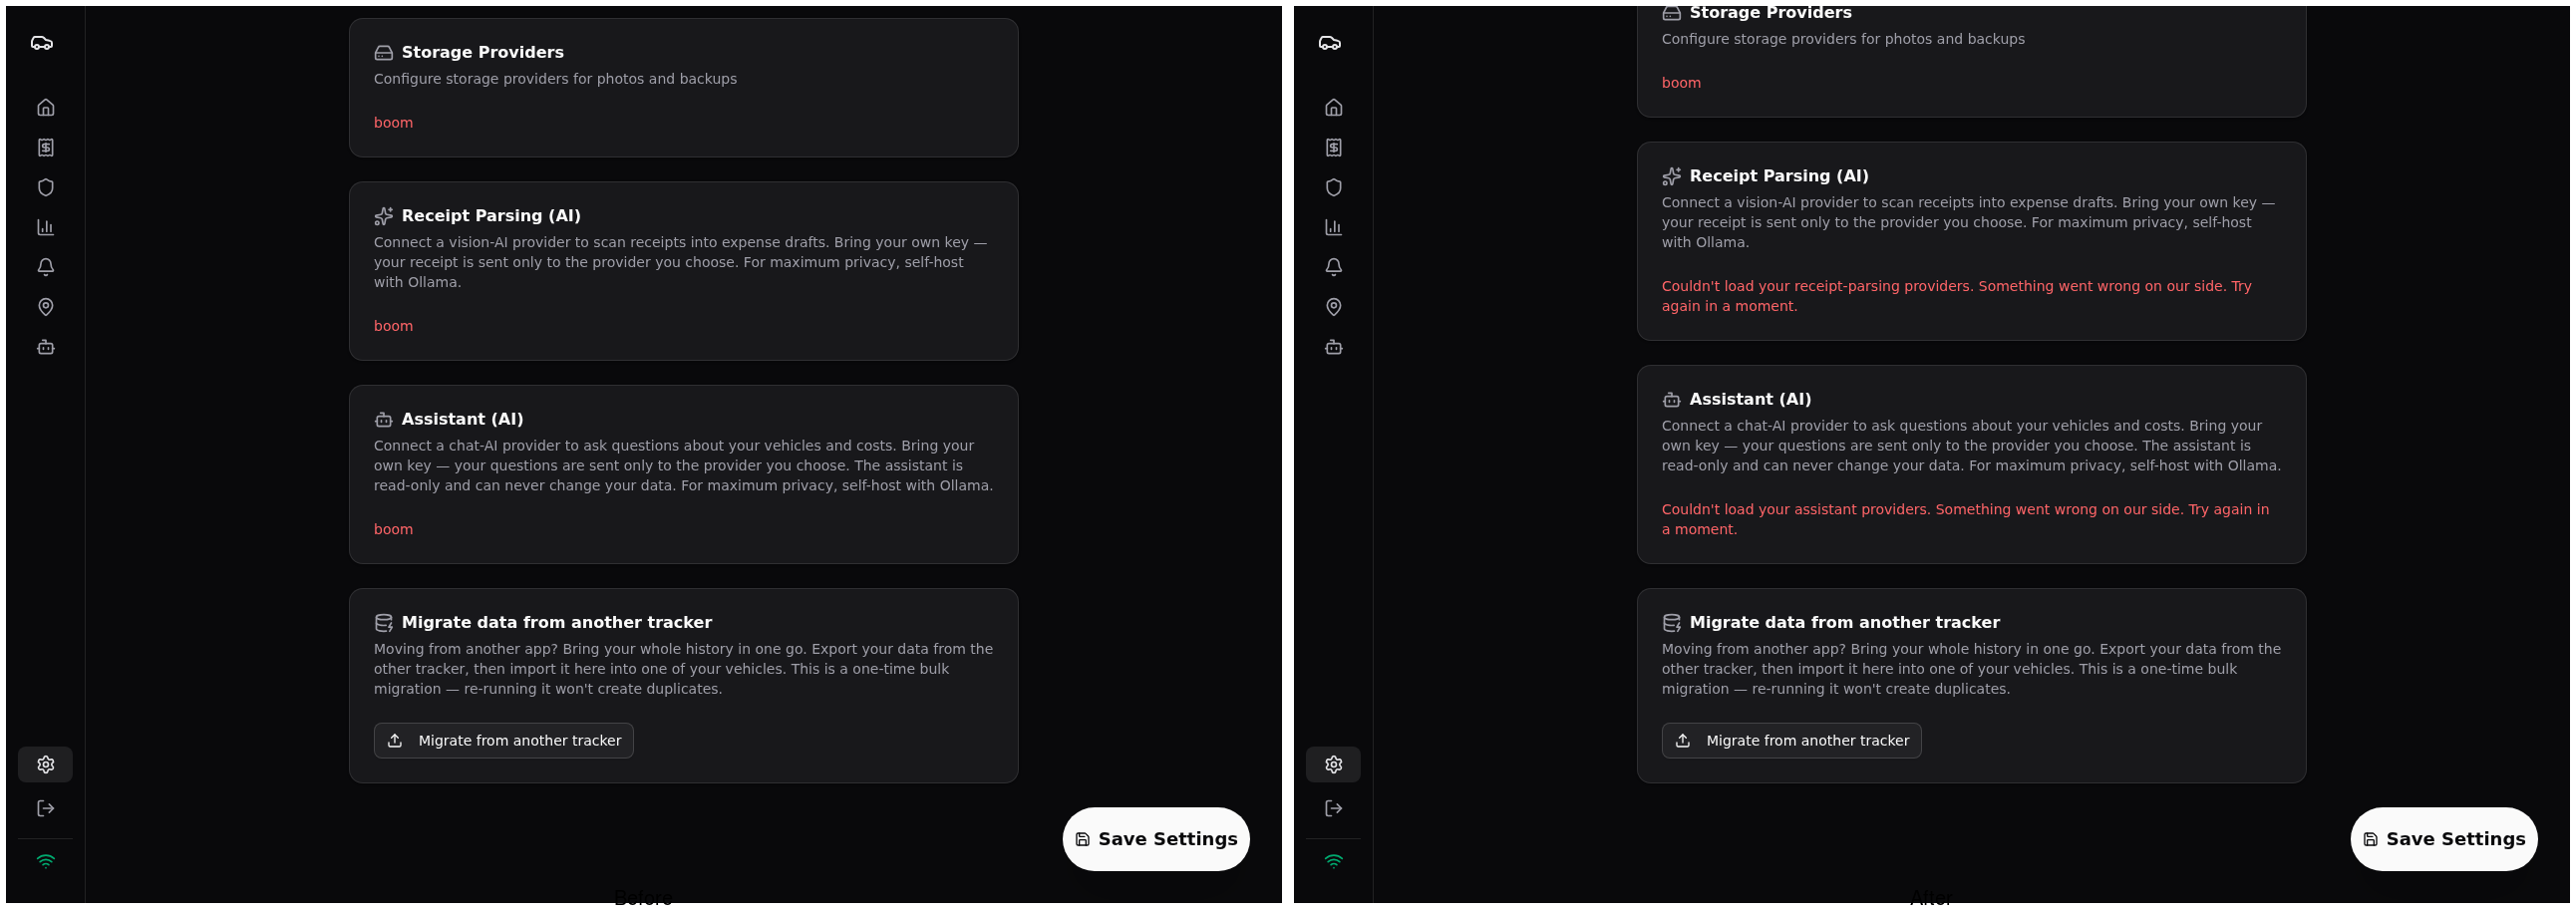 Storage Providers
Configure storage providers for photos and backups
boom
Receipt Parsing (AI)
Connect a vision-AI provider to scan receipts into expense drafts. Bring your own key —
your receipt is sent only to the provider you choose. For maximum privacy, self-host
with Ollama.
boom
Assistant (AI)
Connect a chat-AI provider to ask questions about your vehicles and costs. Bring your
own key — your questions are sent only to the provider you choose. The assistant is
read-only and can never change your data. For maximum privacy, self-host with Ollama.
boom
Migrate data from another tracker
Moving from another app? Bring your whole history in one go. Export your data from the
other tracker, then import it here into one of your vehicles. This is a one-time bulk
migration — re-running it won't create duplicates.
Migrate from another tracker
Save Settings
Before
Storage Providers
Configure storage providers for photos and backups
boom
Receipt Parsing (AI)
Connect a vision-AI provider to scan receipts into expense drafts. Bring your own key —
your receipt is sent only to the provider you choose. For maximum privacy, self-host
with Ollama.
Couldn't load your receipt-parsing providers. Something went wrong on our side. Try
again in a moment.
Assistant (AI)
Connect a chat-AI provider to ask questions about your vehicles and costs. Bring your
own key — your questions are sent only to the provider you choose. The assistant is
read-only and can never change your data. For maximum privacy, self-host with Ollama.
Couldn't load your assistant providers. Something went wrong on our side. Try again in
a moment.
Migrate data from another tracker
Moving from another app? Bring your whole history in one go. Export your data from the
other tracker, then import it here into one of your vehicles. This is a one-time bulk
migration — re-running it won't create duplicates.
Migrate from another tracker
Save Settings
After